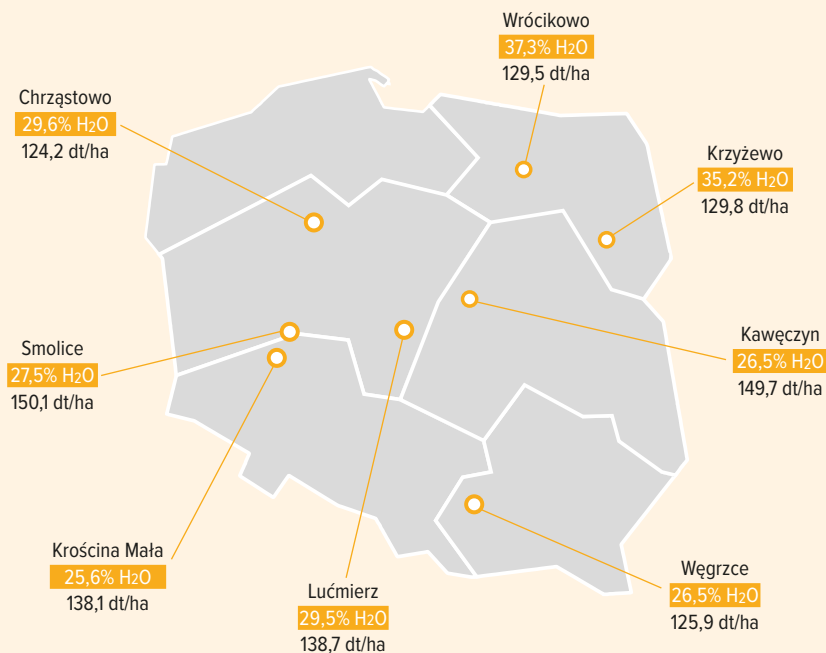 Wrócikowo
37,3% H2O
129,5 dt/ha
Chrząstowo
29,6% H2O
124,2 dt/ha
Krzyżewo
35,2% H2O
129,8 dt/ha
Kawęczyn
26,5% H2O
149,7 dt/ha
Smolice
27,5% H2O
150,1 dt/ha
Krościna Mała
25,6% H2O
138,1 dt/ha
Lućmierz
29,5% H2O
138,7 dt/ha
Węgrzce
26,5% H2O
125,9 dt/ha